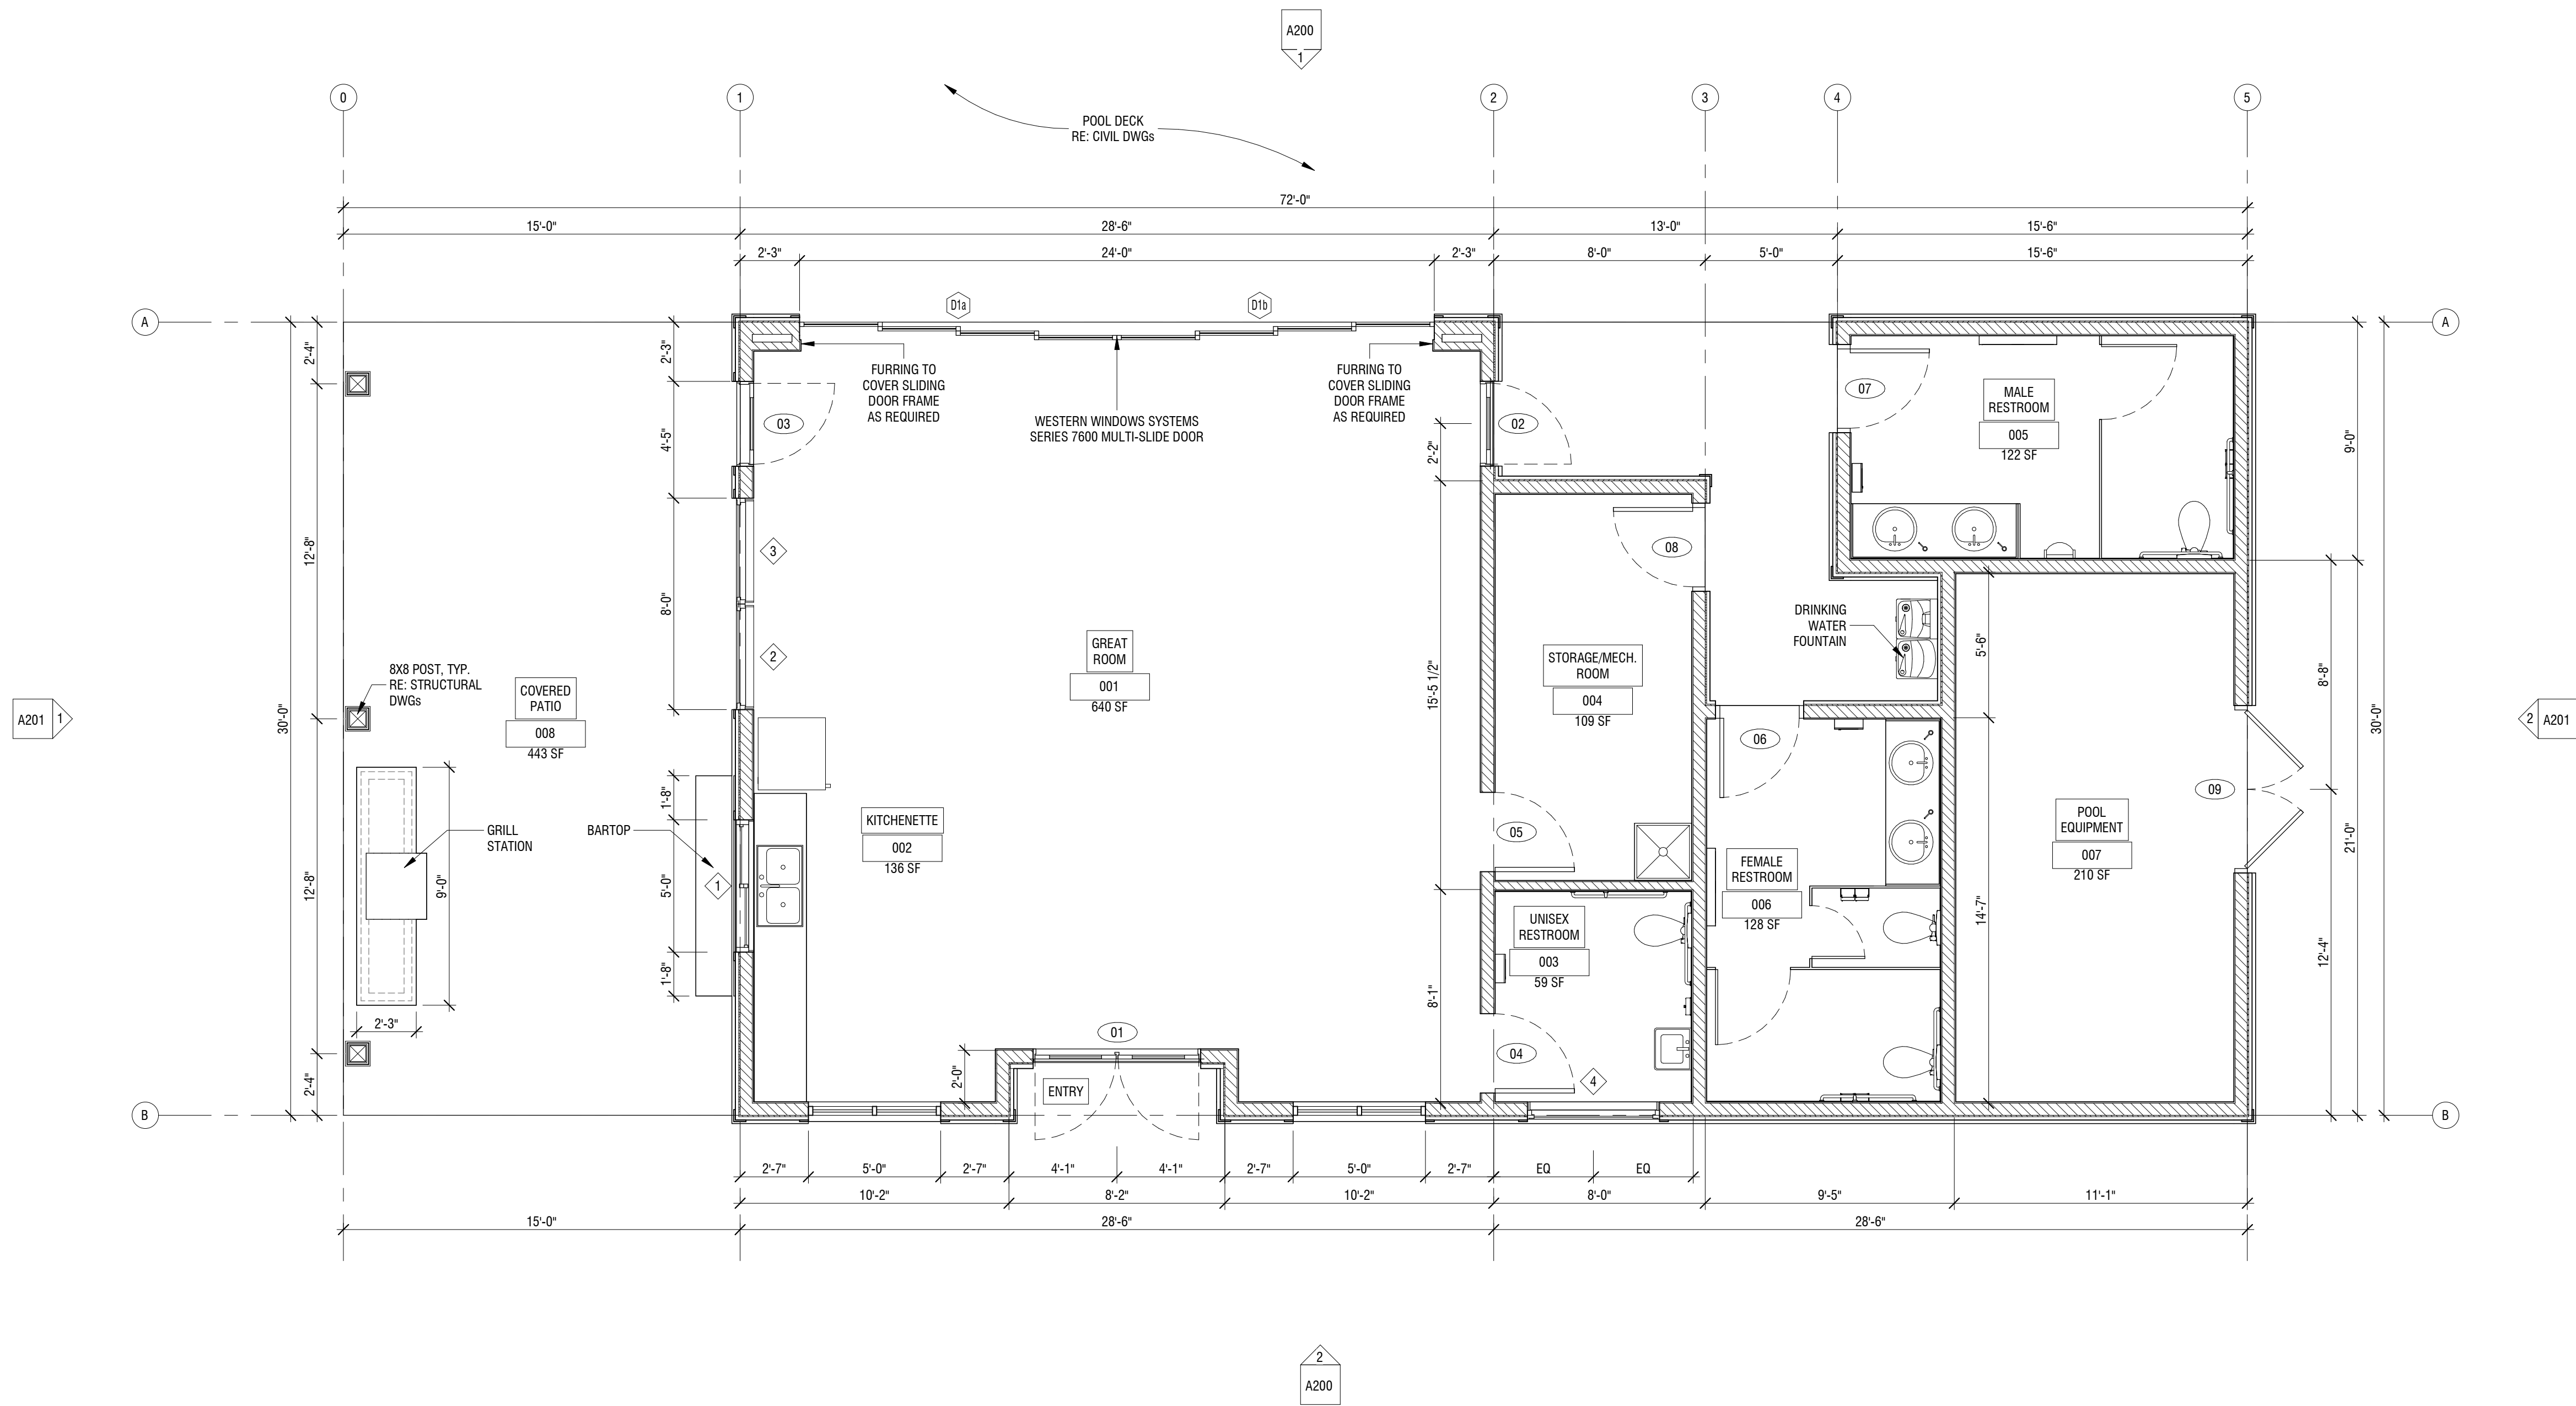 A200
1
0
1
2
3
4
5
POOL DECK
RE: CIVIL DWGs
72'-0"
15'-0"
28'-6"
13'-0"
15'-6"
2'-3"
24'-0"
2'-3"
8'-0"
5'-0"
15'-6"
D1a
D1b
A
A
2'-4"
2'-3"
FURRING TO
COVER SLIDING
DOOR FRAME
AS REQUIRED
FURRING TO
COVER SLIDING
DOOR FRAME
AS REQUIRED
WESTERN WINDOWS SYSTEMS
SERIES 7600 MULTI-SLIDE DOOR
03
02
07
MALE
RESTROOM
005
122 SF
4'-5"
2'-2"
9'-0"
12'-8"
3
08
8'-0"
2
DRINKING
WATER
FOUNTAIN
5'-6"
8'-8"
GREAT
ROOM
001
640 SF
STORAGE/MECH.
ROOM
004
109 SF
15'-5 1/2"
8X8 POST, TYP.
RE: STRUCTURAL
DWGs
COVERED
PATIO
008
443 SF
A201
1
30'-0"
30'-0"
2
A201
06
09
1'-8"
KITCHENETTE
002
136 SF
05
POOL
EQUIPMENT
007
210 SF
GRILL
STATION
BARTOP
21'-0"
12'-8"
9'-0"
5'-0"
1
FEMALE
RESTROOM
006
128 SF
14'-7"
UNISEX
RESTROOM
003
59 SF
12'-4"
1'-8"
8'-1"
2'-3"
01
04
2'-4"
2'-0"
ENTRY
4
B
B
2'-7"
5'-0"
2'-7"
4'-1"
4'-1"
2'-7"
5'-0"
2'-7"
EQ
EQ
10'-2"
8'-2"
10'-2"
8'-0"
9'-5"
11'-1"
15'-0"
28'-6"
28'-6"
2
A200